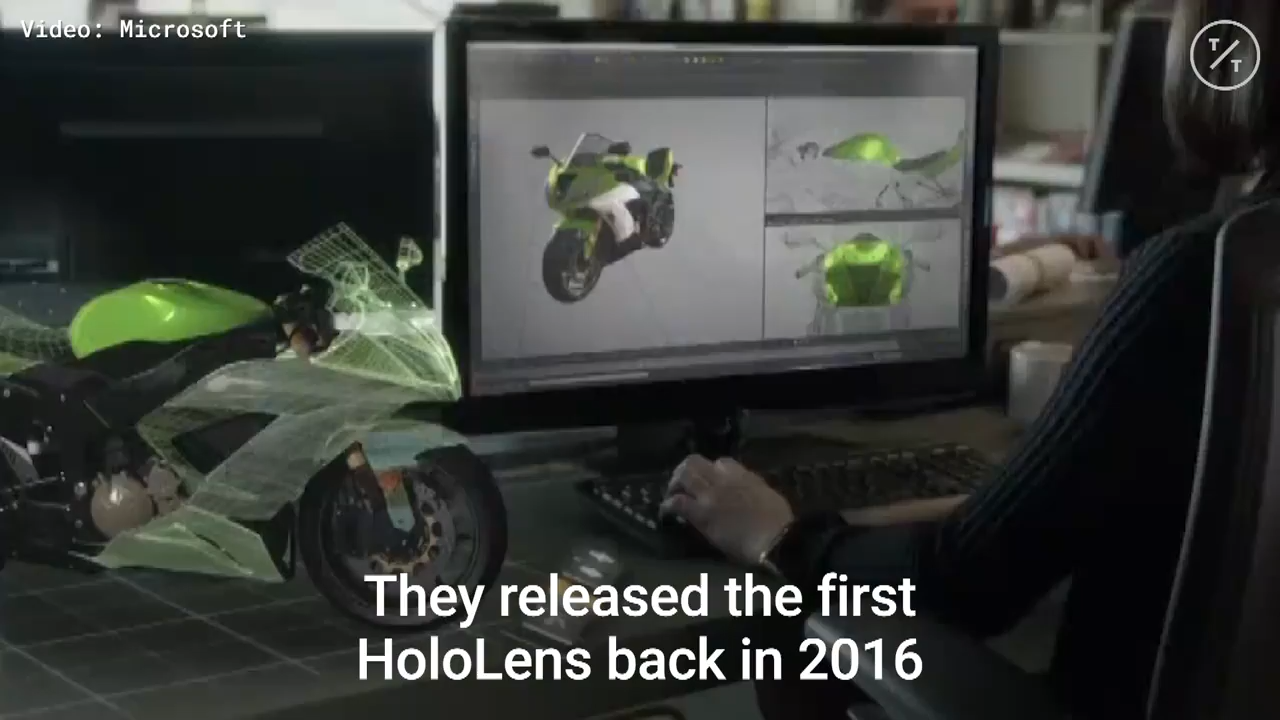 Video: Microsoft
T/T
They released the first
HoloLens back in 2016